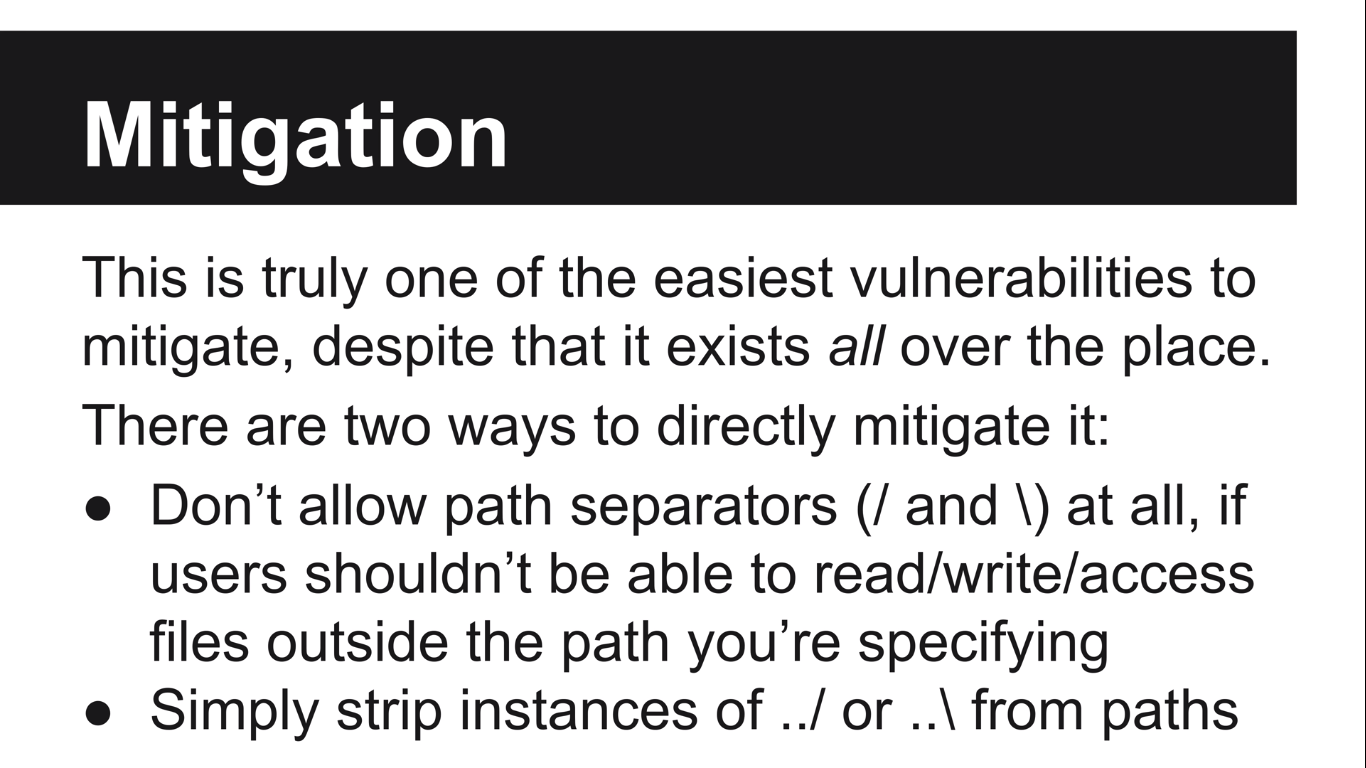 Mitigation
This is truly one of the easiest vulnerabilities to
mitigate, despite that it exists all over the place.
There are two ways to directly mitigate it:
● Don’t allow path separators (/ and \) at all, if
users shouldn’t be able to read/write/access
files outside the path you’re specifying
● Simply strip instances of ../ or ..\ from paths